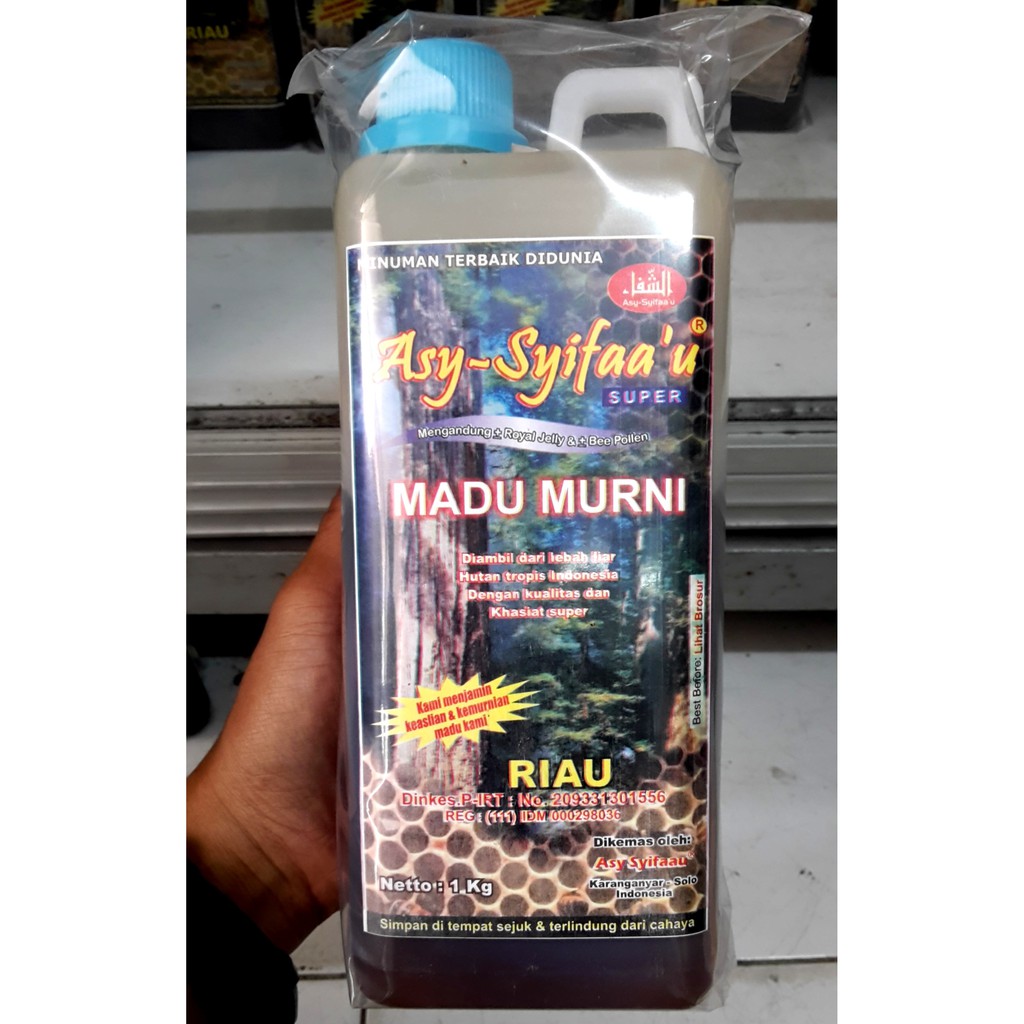 RIAU
MINUMAN TERBAIK DIDUNIA
الشّفاء
Asy-Syifaa'u
Asy-Syifaa'u®
SUPER
Mengandung ± Royal Jelly & ± Bee Pollen
MADU MURNI
Diambil dari lebah liar
Hutan tropis Indonesia
Dengan kualitas dan
Khasiat super
Best Before: Lihat Brosur
Kami menjamin
keaslian & kemurnian
madu kami
RIAU
Dinkes.P-IRT : No. 209331301556
REG : (111) IDM 000298036
Dikemas oleh:
Asy Syifaau®
Karanganyar - Solo
Indonesia
Netto : 1.Kg
Simpan di tempat sejuk & terlindung dari cahaya